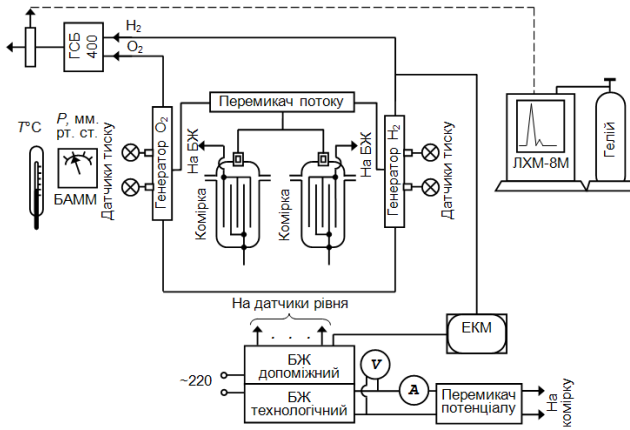 H₂
O₂
ГСБ
400
T°C
P, мм.
рт. ст.
БАММ
Датчики тиску
Генератор O₂
Перемикач потоку
На БЖ
На БЖ
Комірка
Комірка
Генератор H₂
Датчики тиску
ЛХМ-8М
Гелій
На датчики рівня
. . .
ЕКМ
~220
БЖ
допоміжний
БЖ
технологічний
V
A
Перемикач
потенціалу
На
комірку